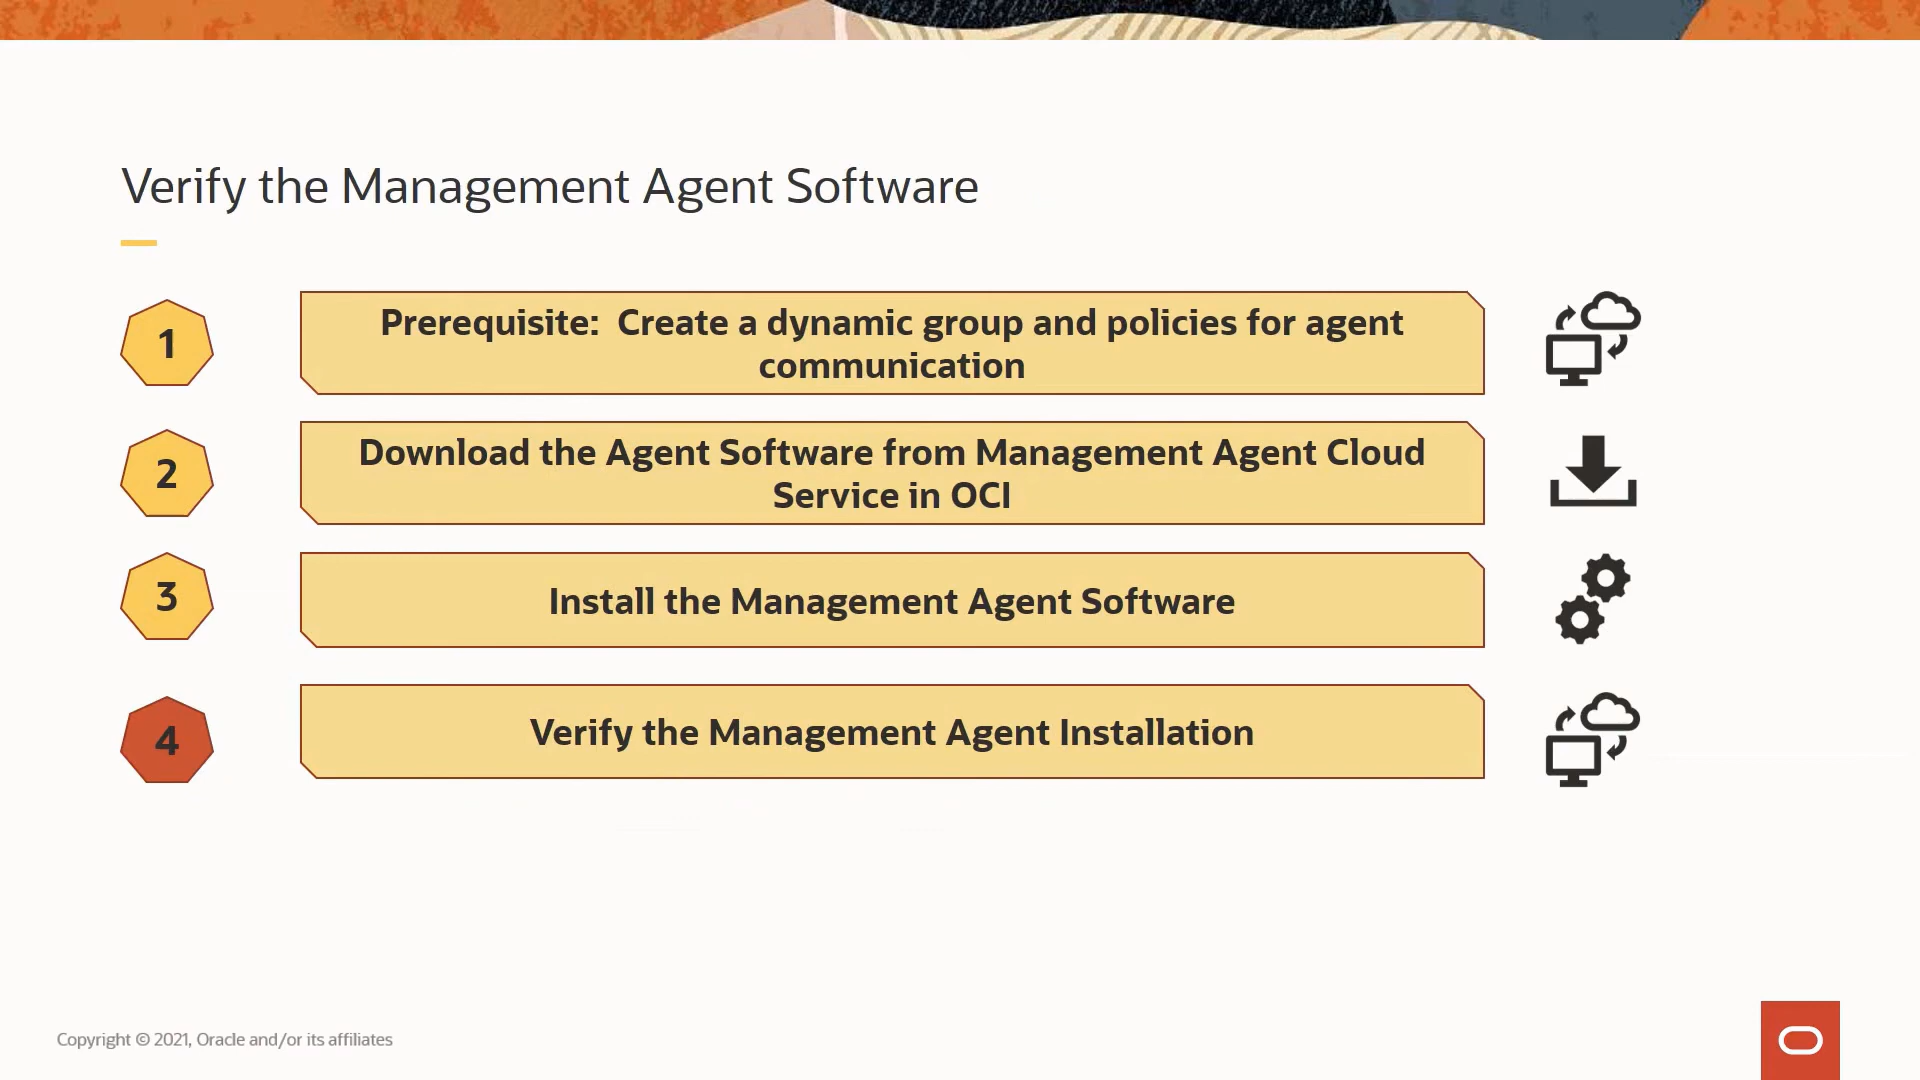 Verify the Management Agent Software
1
Prerequisite:  Create a dynamic group and policies for agent
communication
2
Download the Agent Software from Management Agent Cloud
Service in OCI
3
Install the Management Agent Software
4
Verify the Management Agent Installation
Copyright © 2021, Oracle and/or its affiliates